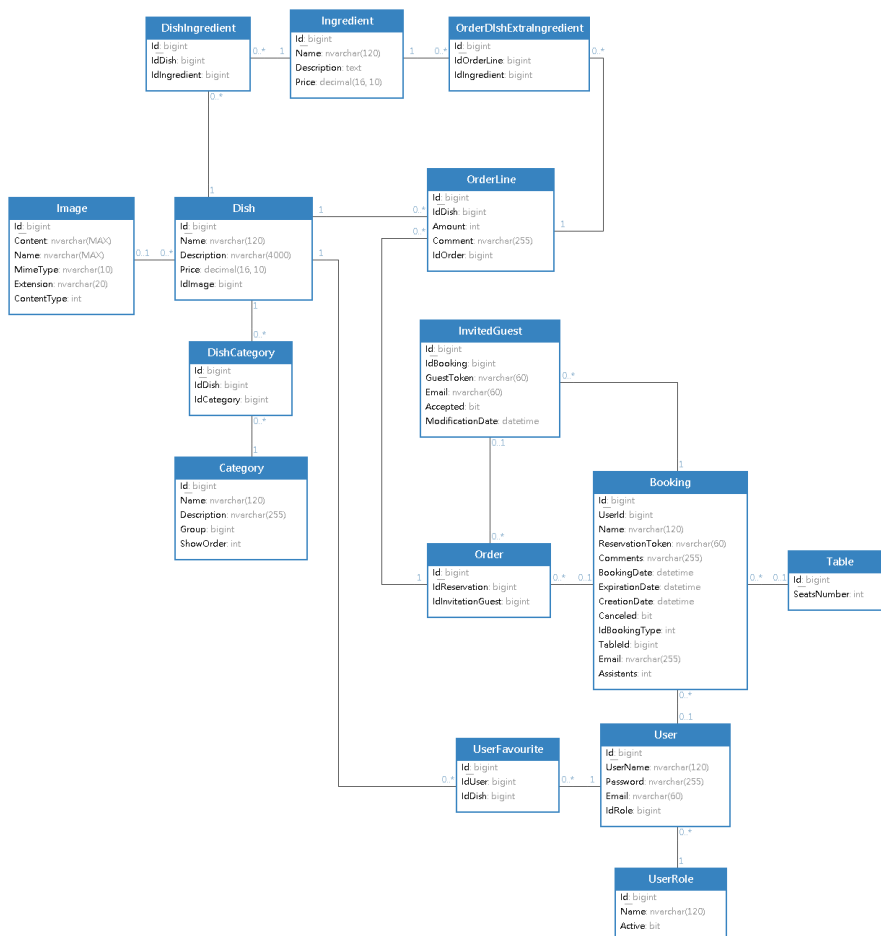 DishIngredient
Id: bigint
IdDish: bigint
IdIngredient: bigint
0..*
1
0..*
1
Ingredient
Id: bigint
Name: nvarchar(120)
Description: text
Price: decimal(16, 10)
1
0..*
OrderDIshExtraIngredient
Id: bigint
IdOrderLine: bigint
IdIngredient: bigint
0..*
1
Image
Id: bigint
Content: nvarchar(MAX)
Name: nvarchar(MAX)
MimeType: nvarchar(10)
Extension: nvarchar(20)
ContentType: int
0..1
0..*
Dish
Id: bigint
Name: nvarchar(120)
Description: nvarchar(4000)
Price: decimal(16, 10)
IdImage: bigint
1
0..*
1
0..*
OrderLine
Id: bigint
IdDish: bigint
Amount: int
Comment: nvarchar(255)
IdOrder: bigint
1
0..*
DishCategory
Id: bigint
IdDish: bigint
IdCategory: bigint
0..*
1
Category
Id: bigint
Name: nvarchar(120)
Description: nvarchar(255)
Group: bigint
ShowOrder: int
InvitedGuest
Id: bigint
IdBooking: bigint
GuestToken: nvarchar(60)
Email: nvarchar(60)
Accepted: bit
ModificationDate: datetime
0..*
1
0..1
0..*
Order
Id: bigint
IdReservation: bigint
IdInvitationGuest: bigint
1
0..*
0..1
Booking
Id: bigint
UserId: bigint
Name: nvarchar(120)
ReservationToken: nvarchar(60)
Comments: nvarchar(255)
BookingDate: datetime
ExpirationDate: datetime
CreationDate: datetime
Canceled: bit
IdBookingType: int
TableId: bigint
Email: nvarchar(255)
Assistants: int
0..*
0..1
Table
Id: bigint
SeatsNumber: int
0..*
0..1
UserFavourite
Id: bigint
IdUser: bigint
IdDish: bigint
0..*
0..*
1
User
Id: bigint
UserName: nvarchar(120)
Password: nvarchar(255)
Email: nvarchar(60)
IdRole: bigint
0..*
1
UserRole
Id: bigint
Name: nvarchar(120)
Active: bit